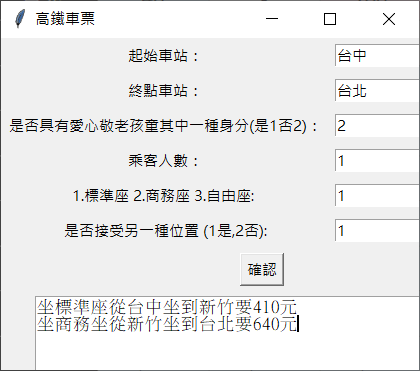 高鐵車票
起始車站：
台中
終點車站：
台北
是否具有愛心敬老孩童其中一種身分(是1否2)：
2
乘客人數：
1
1.標準座 2.商務座 3.自由座:
1
是否接受另一種位置 (1是,2否):
1
確認
坐標準座從台中坐到新竹要410元
坐商務坐從新竹坐到台北要640元